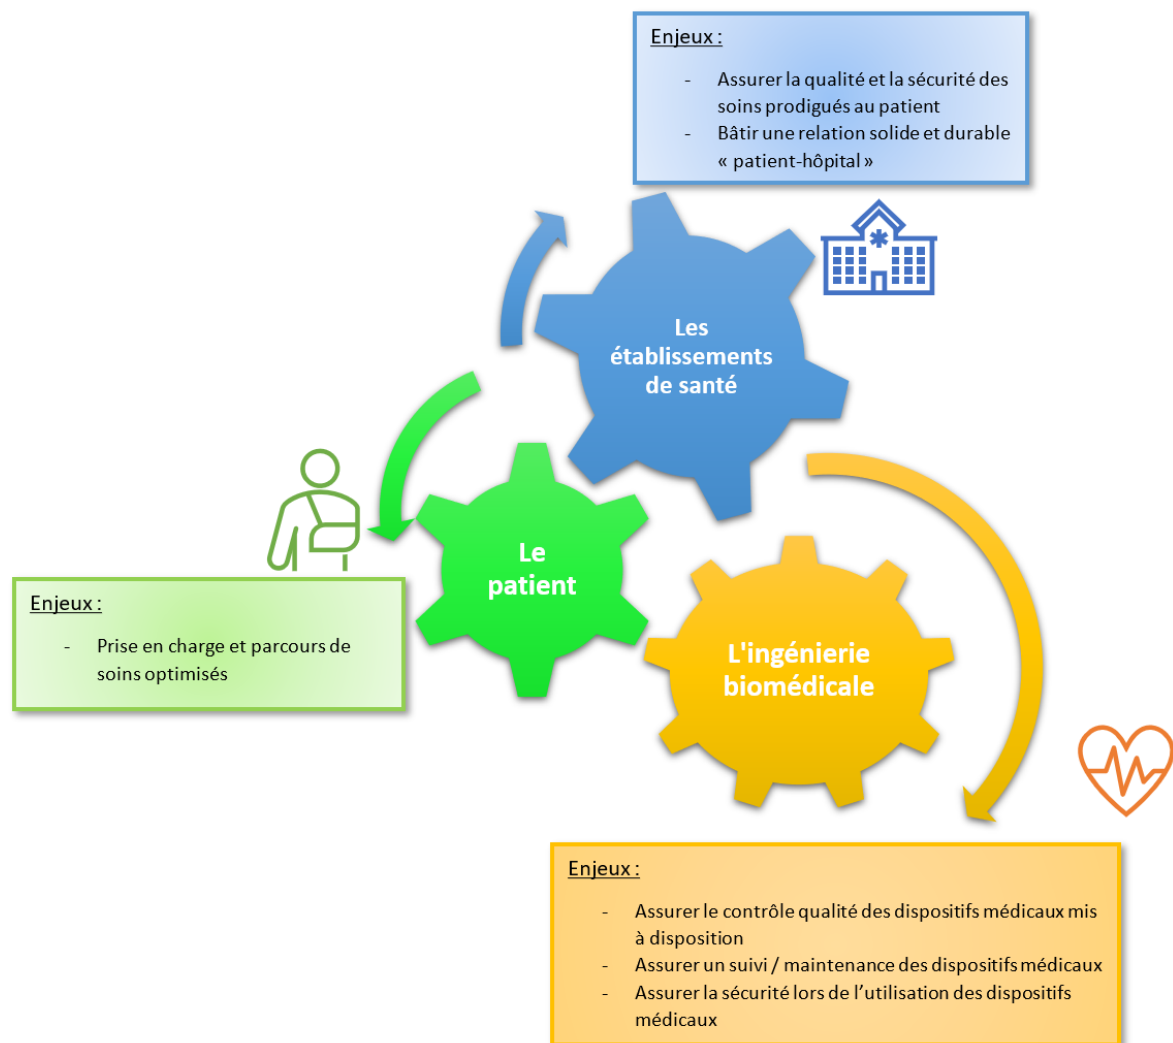 Enjeux :
- Assurer la qualité et la sécurité des
soins prodigués au patient
- Bâtir une relation solide et durable
« patient-hôpital »
Les
établissements
de santé
Le
patient
Enjeux :
- Prise en charge et parcours de
soins optimisés
L'ingénierie
biomédicale
Enjeux :
- Assurer le contrôle qualité des dispositifs médicaux mis
à disposition
- Assurer un suivi / maintenance des dispositifs médicaux
- Assurer la sécurité lors de l’utilisation des dispositifs
médicaux